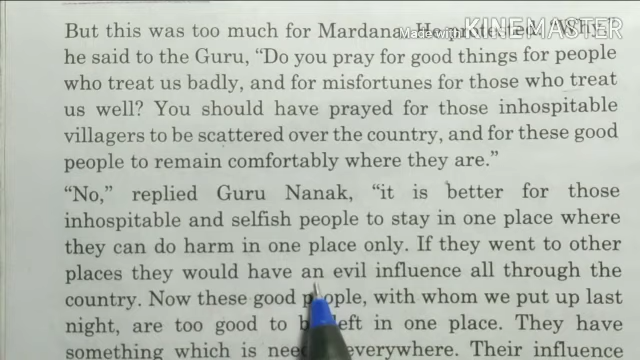 But this was too much for Mardana. He protested. "Why,"
he said to the Guru, "Do you pray for good things for people
who treat us badly, and for misfortunes for those who treat
us well? You should have prayed for those inhospitable
villagers to be scattered over the country, and for these good
people to remain comfortably where they are."
"No," replied Guru Nanak, "it is better for those
inhospitable and selfish people to stay in one place where
they can do harm in one place only. If they went to other
places they would have an evil influence all through the
country. Now these good people, with whom we put up last
night, are too good to be left in one place. They have
something which is everywhere. Their influence
Made with KINEMASTER